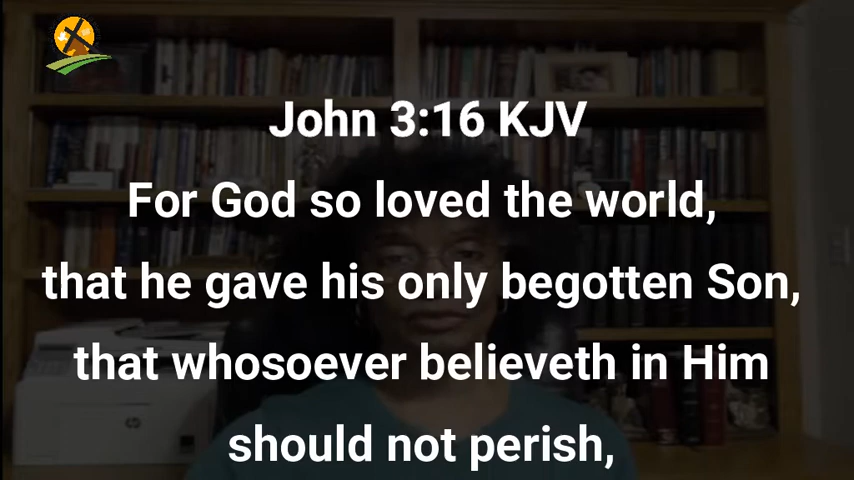 John 3:16 KJV
For God so loved the world,
that he gave his only begotten Son,
that whosoever believeth in Him
should not perish,
hp